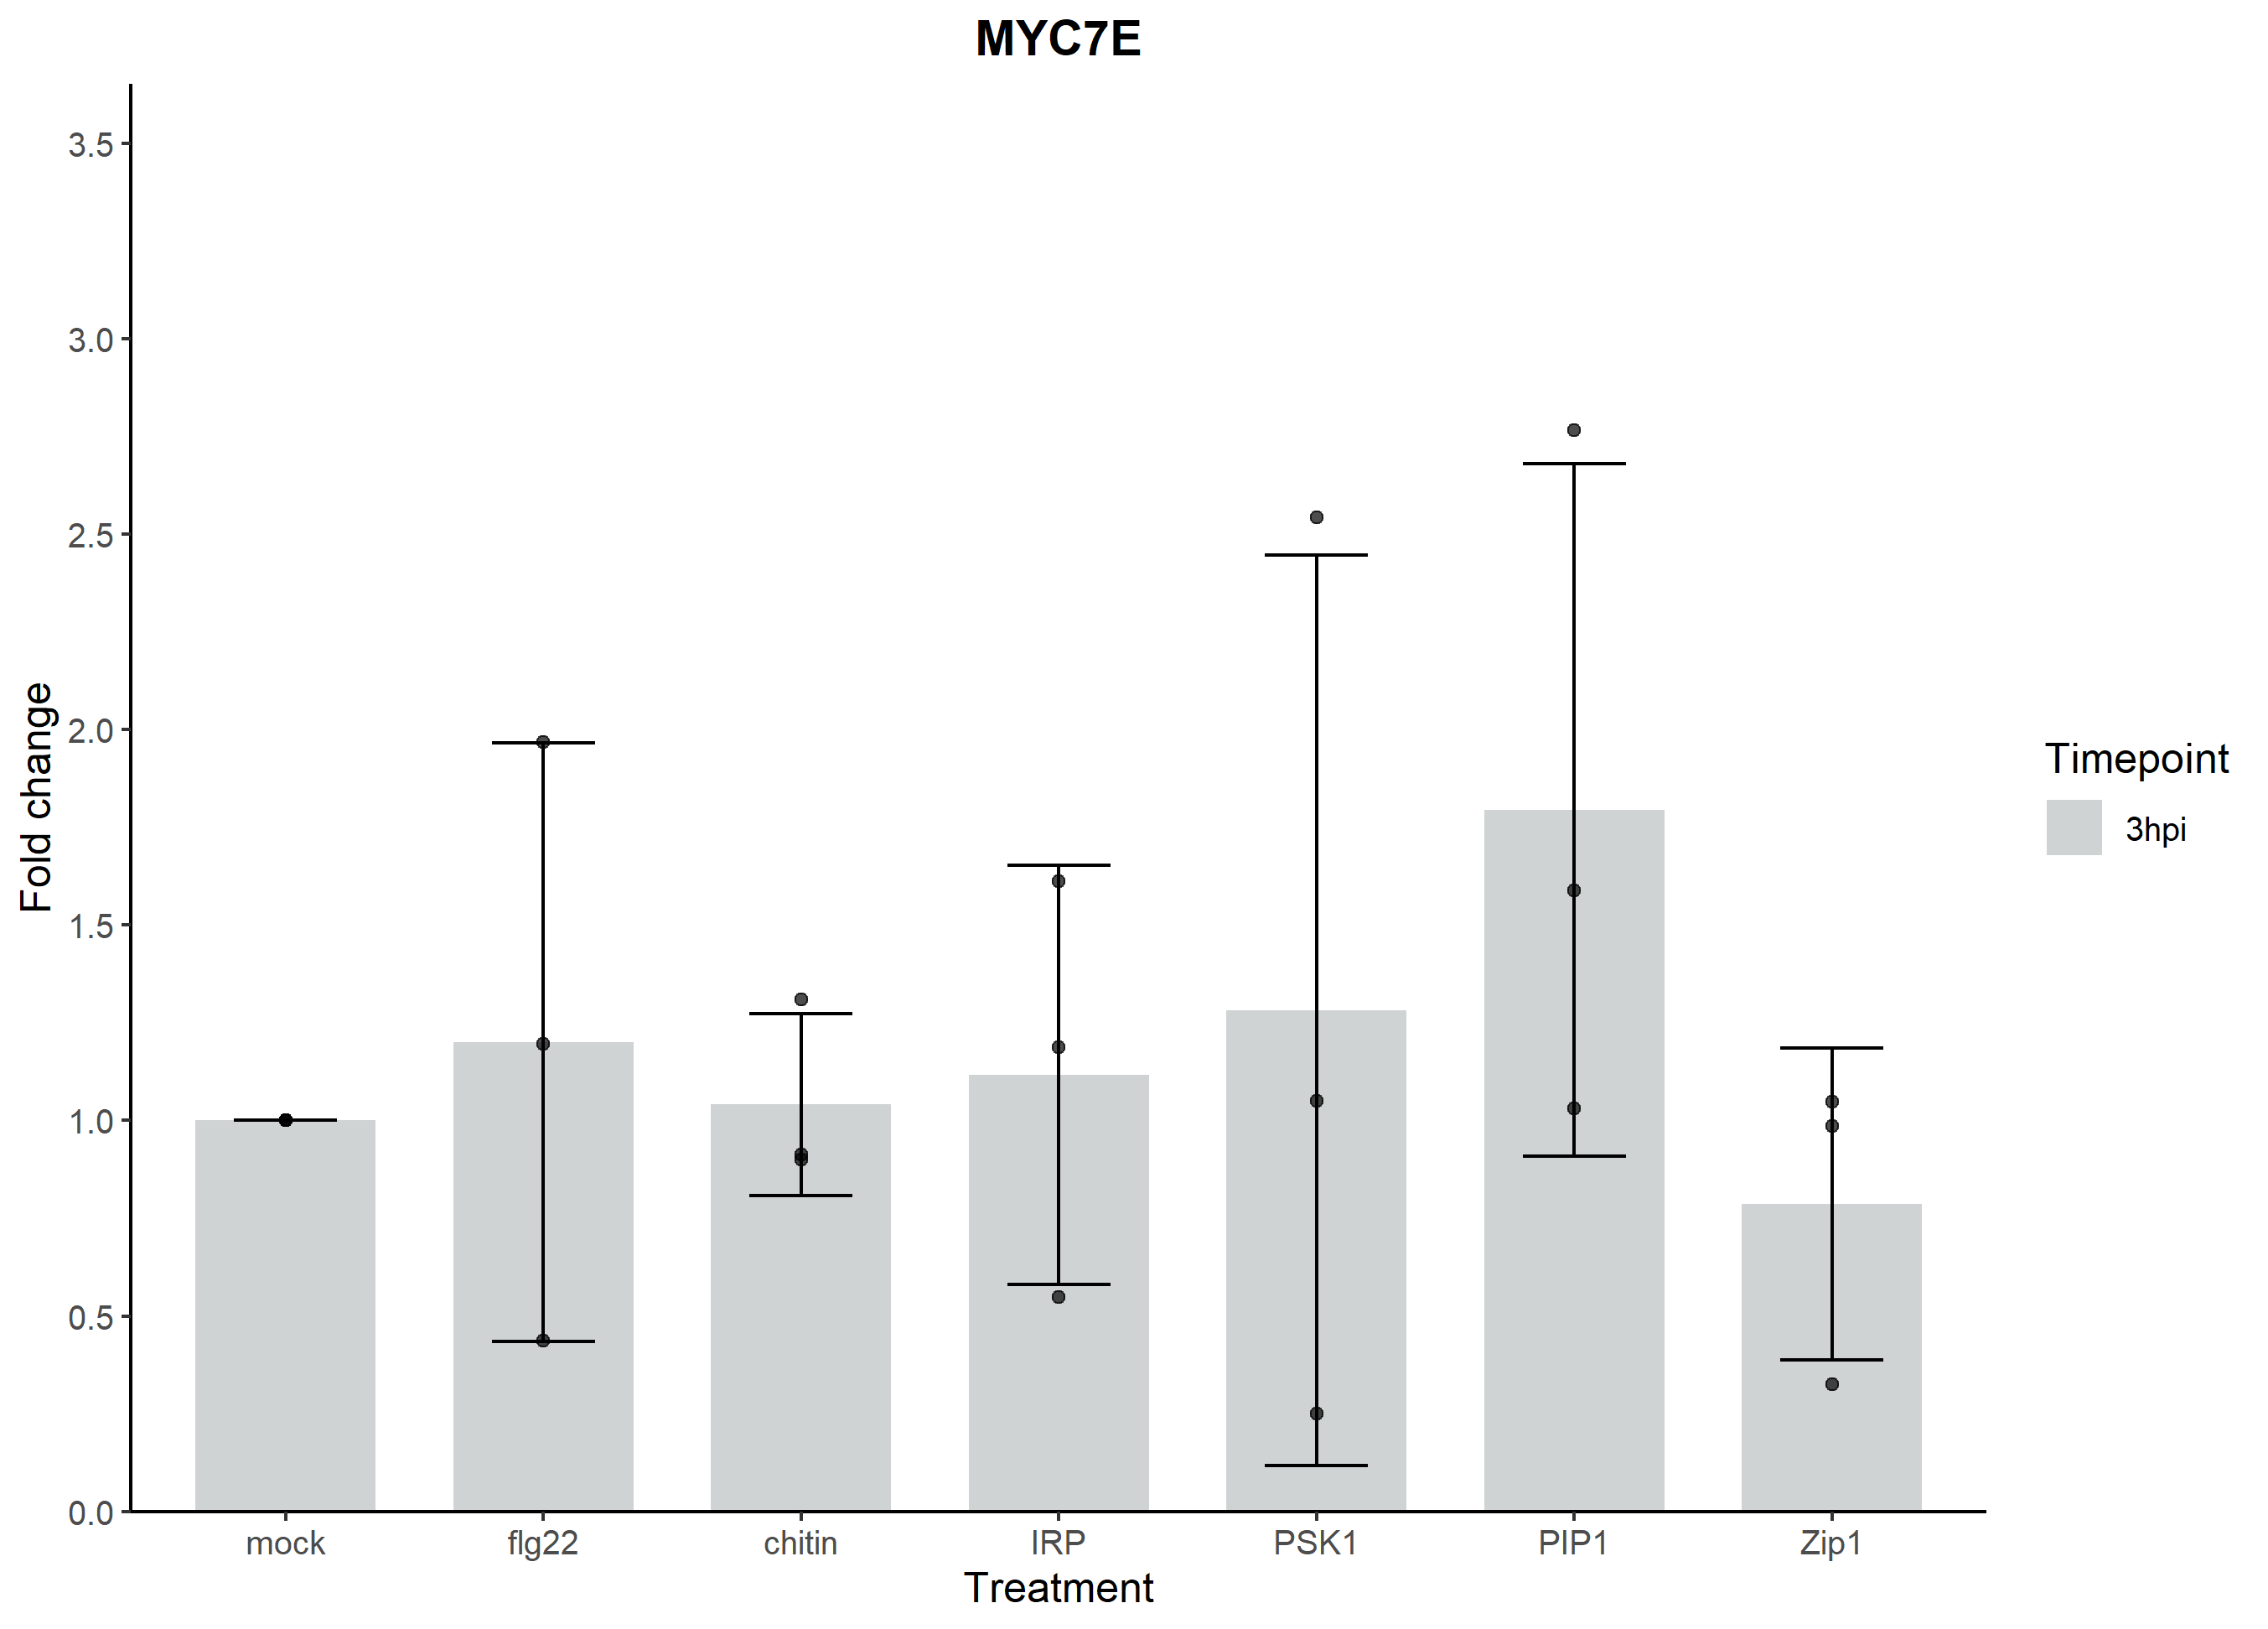 MYC7E
Fold change
3.5
3.0
2.5
2.0
1.5
1.0
0.5
0.0
mock flg22 chitin IRP PSK1 PIP1 Zip1
Treatment
Timepoint
3hpi